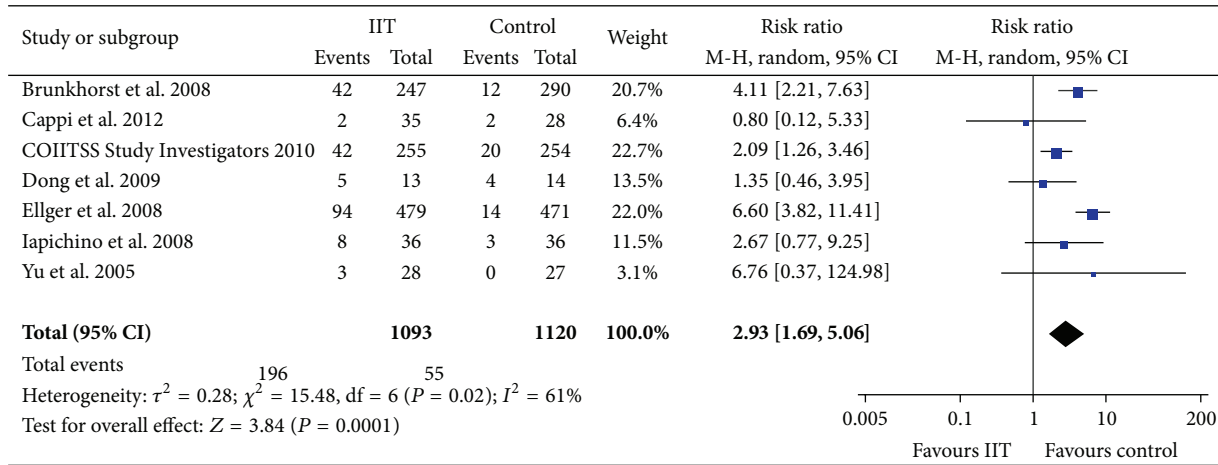 Study or subgroup IIT Control Weight Risk ratio Risk ratio
Events Total Events Total M-H, random, 95% CI M-H, random, 95% CI
Brunkhorst et al. 2008 42 247 12 290 20.7% 4.11 [2.21, 7.63]
Cappi et al. 2012 2 35 2 28 6.4% 0.80 [0.12, 5.33]
COIITSS Study Investigators 2010 42 255 20 254 22.7% 2.09 [1.26, 3.46]
Dong et al. 2009 5 13 4 14 13.5% 1.35 [0.46, 3.95]
Ellger et al. 2008 94 479 14 471 22.0% 6.60 [3.82, 11.41]
Iapichino et al. 2008 8 36 3 36 11.5% 2.67 [0.77, 9.25]
Yu et al. 2005 3 28 0 27 3.1% 6.76 [0.37, 124.98]
Total (95% CI) 1093 1120 100.0% 2.93 [1.69, 5.06]
Total events 196 55
Heterogeneity: τ² = 0.28; χ² = 15.48, df = 6 (P = 0.02); I² = 61%
Test for overall effect: Z = 3.84 (P = 0.0001)
0.005 0.1 1 10 200
Favours IIT Favours control